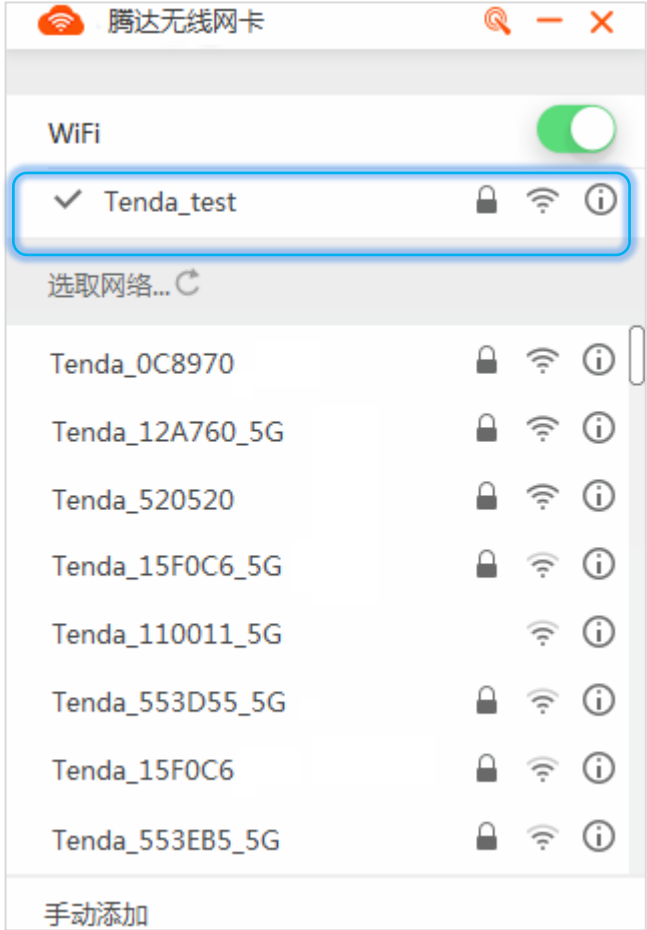 腾达无线网卡
WiFi
Tenda_test
选取网络...
Tenda_0C8970
Tenda_12A760_5G
Tenda_520520
Tenda_15F0C6_5G
Tenda_110011_5G
Tenda_553D55_5G
Tenda_15F0C6
Tenda_553EB5_5G
手动添加